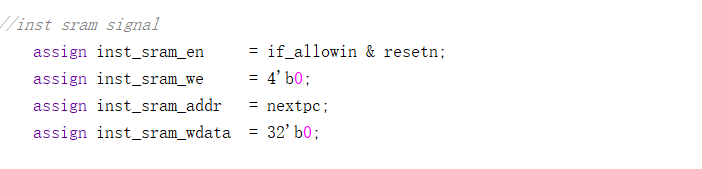 //inst sram signal
assign inst_sram_en = if_allowin & resetn;
assign inst_sram_we = 4'b0;
assign inst_sram_addr = nextpc;
assign inst_sram_wdata = 32'b0;